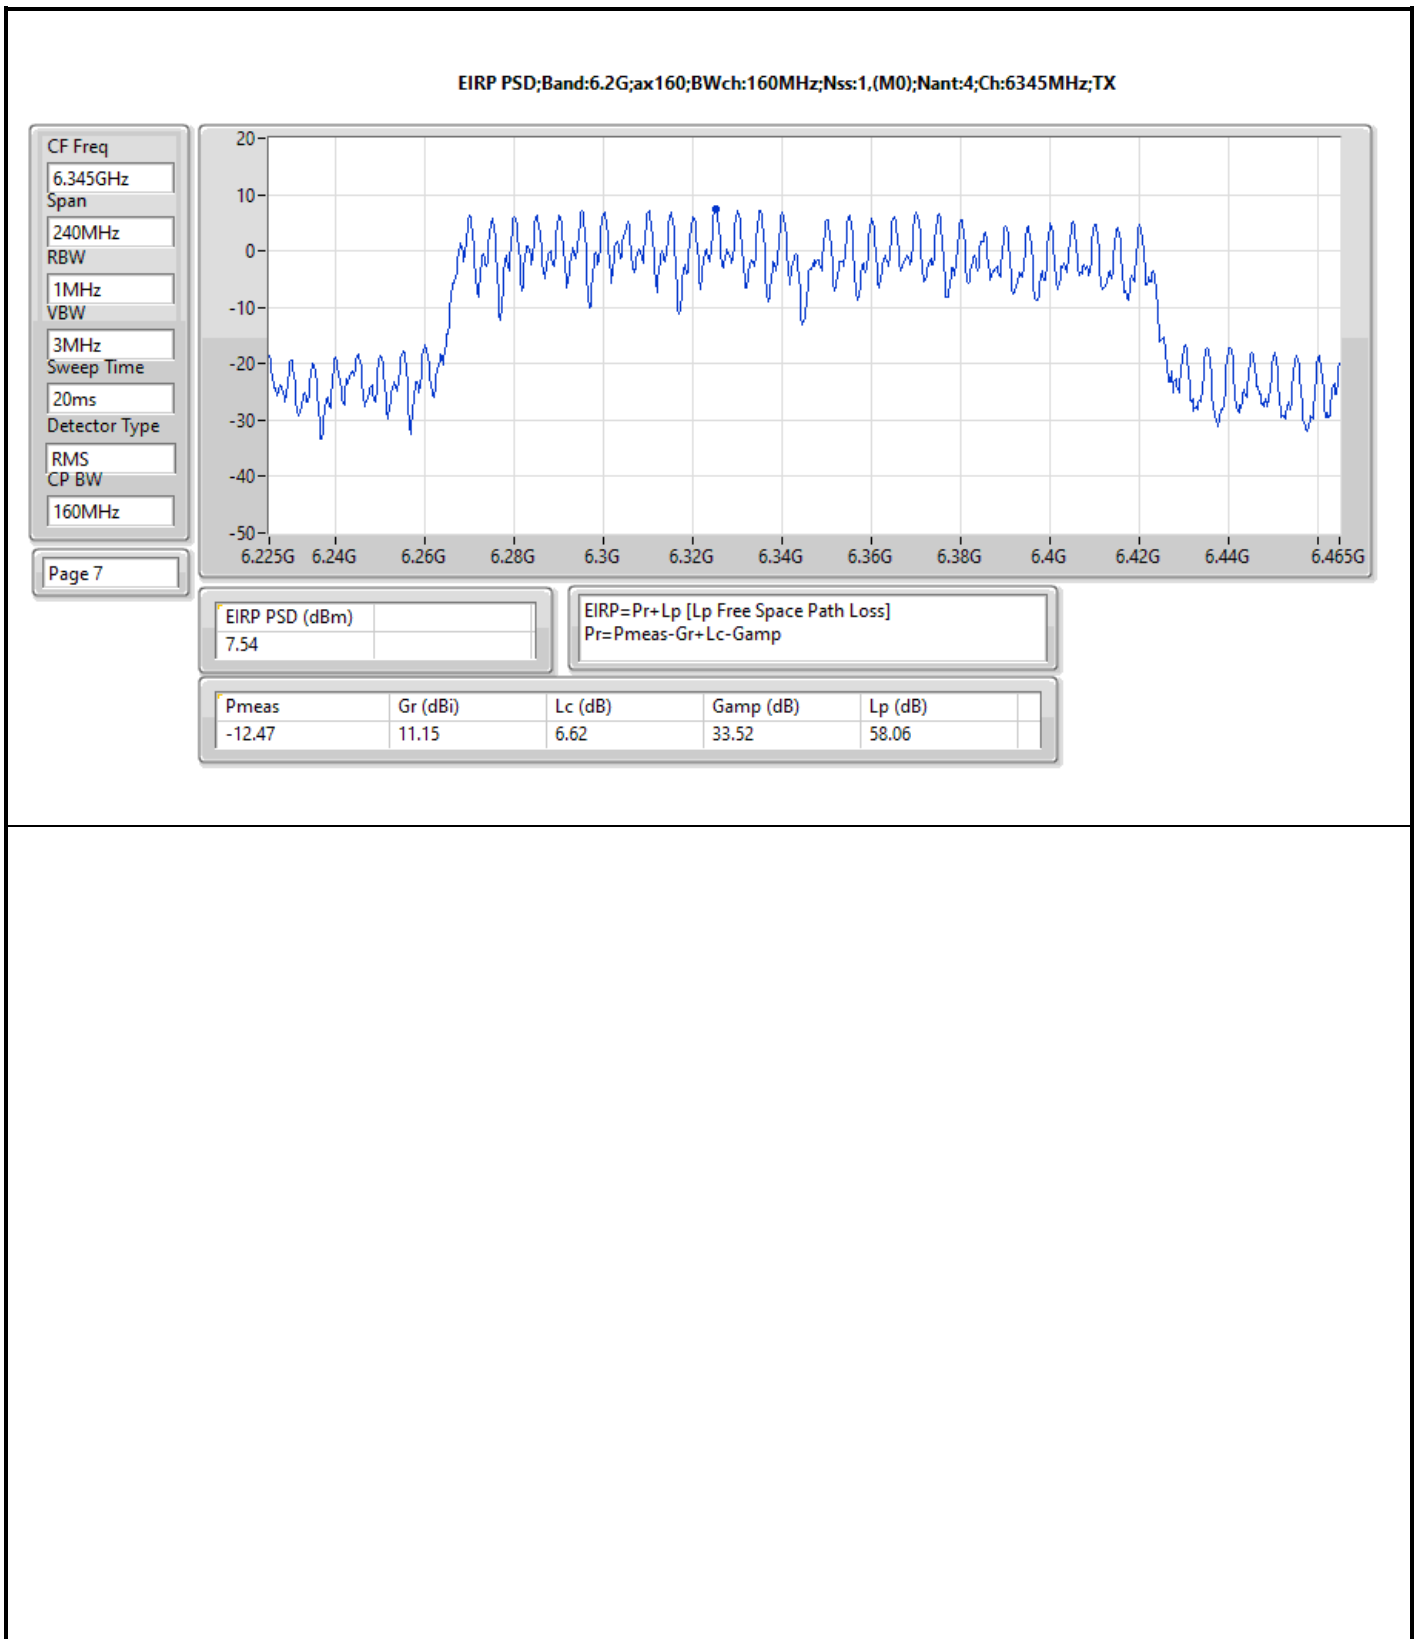 EIRP PSD;Band:6.2G;ax160;BWch:160MHz;Nss:1,(M0);Nant:4;Ch:6345MHz;TX
CF Freq
6.345GHz
Span
240MHz
RBW
1MHz
VBW
3MHz
Sweep Time
20ms
Detector Type
RMS
CP BW
160MHz
Page 7
20
10
0
-10
-20
-30
-40
-50
6.225G 6.24G 6.26G 6.28G 6.3G 6.32G 6.34G 6.36G 6.38G 6.4G 6.42G 6.44G 6.465G
EIRP PSD (dBm)
7.54
EIRP=Pr+Lp [Lp Free Space Path Loss]
Pr=Pmeas-Gr+Lc-Gamp
Pmeas Gr (dBi) Lc (dB) Gamp (dB) Lp (dB)
-12.47 11.15 6.62 33.52 58.06